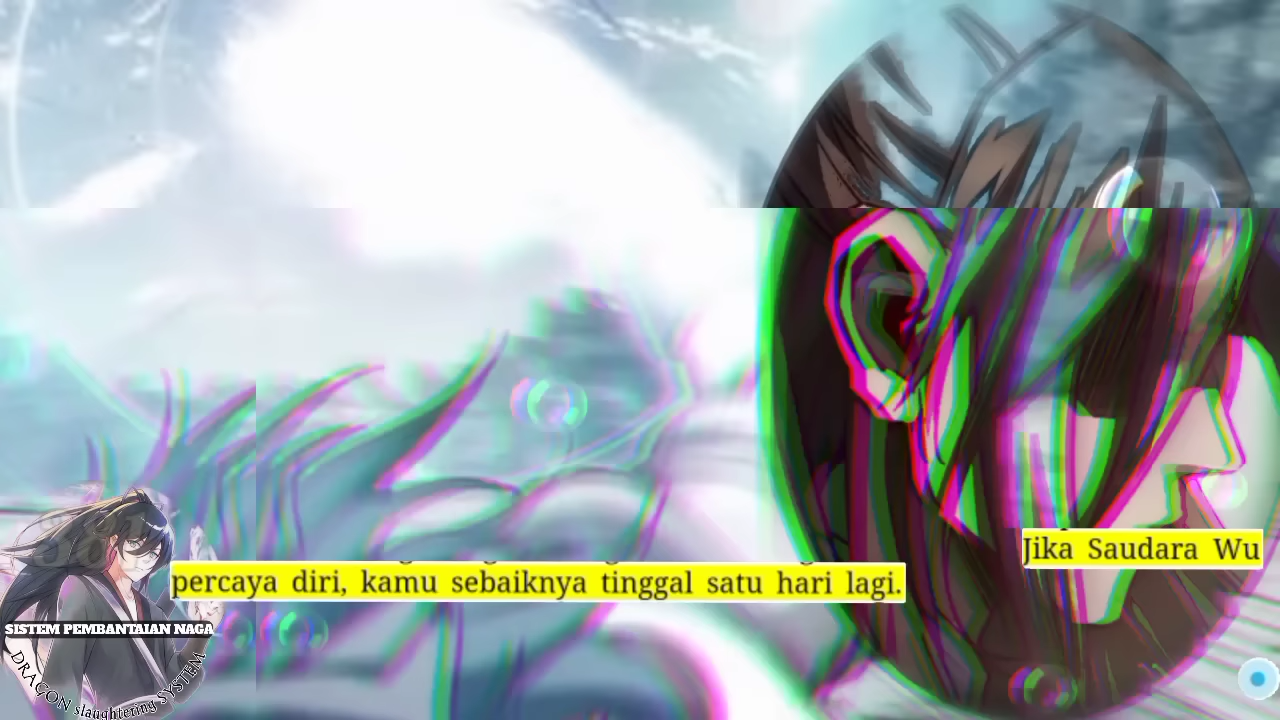 Jika Saudara Wu
percaya diri, kamu sebaiknya tinggal satu hari lagi.
SISTEM PEMBANTAIAN NAGA
DRAGON slaughtering SYSTEM